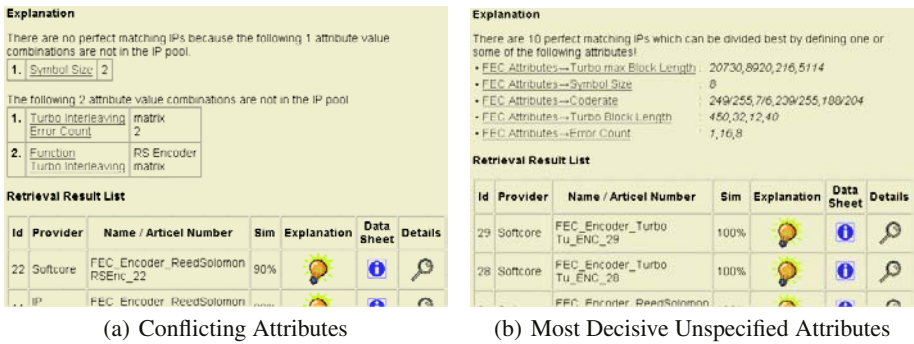 Explanation
There are no perfect matching IPs because the following 1 attribute value
combinations are not in the IP pool.
1. Symbol Size 2
The following 2 attribute value combinations are not in the IP pool
1. Turbo Interleaving matrix
Error Count 2
2. Function RS Encoder
Turbo Interleaving matrix
Retrieval Result List
Id Provider Name / Articel Number Sim Explanation Data Sheet Details
22 Softcore FEC_Encoder_ReedSolomon 90%
RSEnc_22
IP FEC_Encoder_ReedSolomon
(a) Conflicting Attributes
Explanation
There are 10 perfect matching IPs which can be divided best by defining one or
some of the following attributes!
• FEC Attributes→Turbo max Block Length : 20730,8920,216,5114
• FEC Attributes→Symbol Size : 8
• FEC Attributes→Coderate : 249/255,7/6,239/255,188/204
• FEC Attributes→Turbo Block Length : 450,32,12,40
• FEC Attributes→Error Count : 1,16,8
Retrieval Result List
Id Provider Name / Articel Number Sim Explanation Data Sheet Details
29 Softcore FEC_Encoder_Turbo 100%
Tu_ENC_29
28 Softcore FEC_Encoder_Turbo 100%
Tu_ENC_28
FEC_Encoder_ReedSolomon
(b) Most Decisive Unspecified Attributes